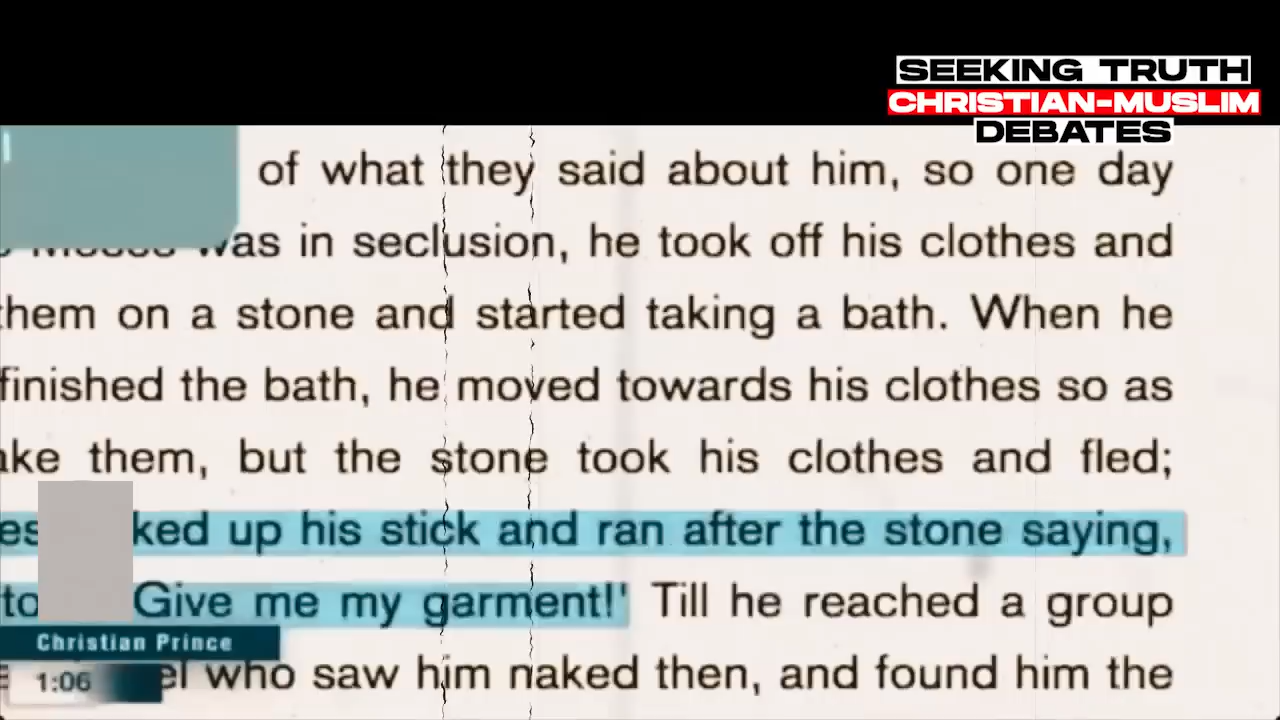 SEEKING TRUTH
CHRISTIAN-MUSLIM
DEBATES
of what they said about him, so one day
was in seclusion, he took off his clothes and
them on a stone and started taking a bath. When he
finished the bath, he moved towards his clothes so as
them, but the stone took his clothes and fled;
up his stick and ran after the stone saying,
Give me my garment!' Till he reached a group
who saw him naked then, and found him the
Christian Prince
1:06